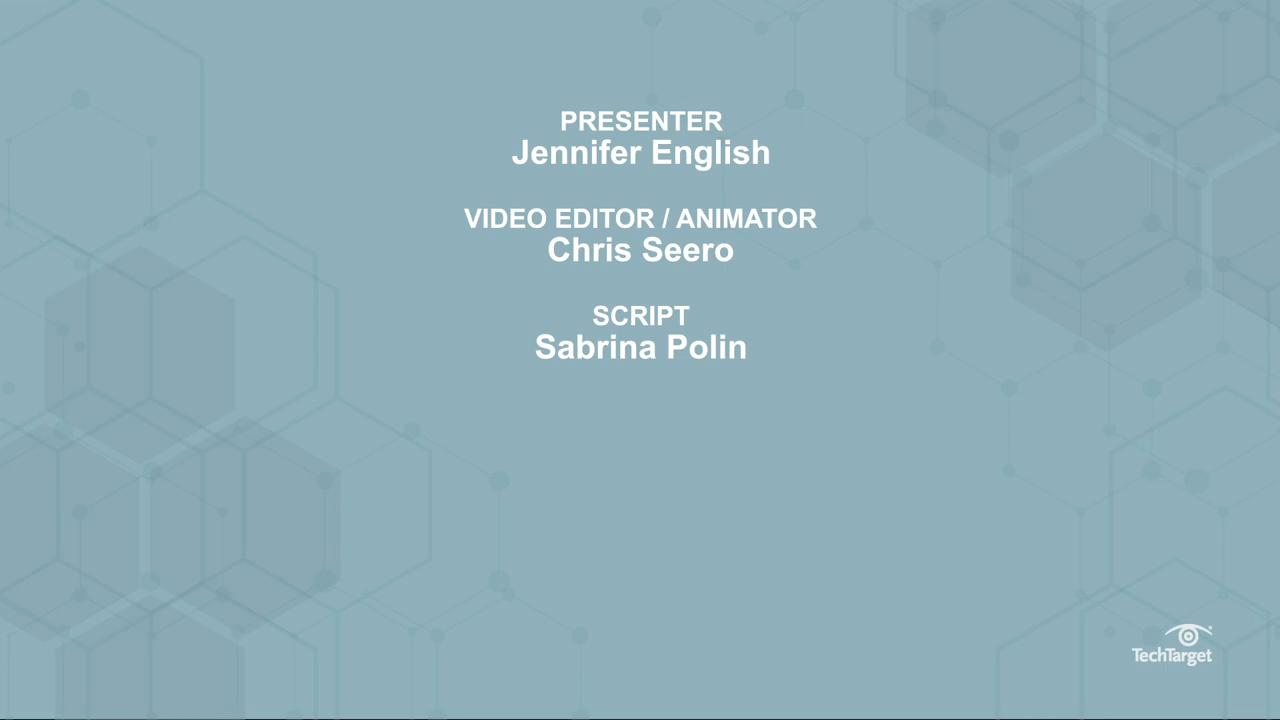 PRESENTER
Jennifer English
VIDEO EDITOR / ANIMATOR
Chris Seero
SCRIPT
Sabrina Polin
TechTarget